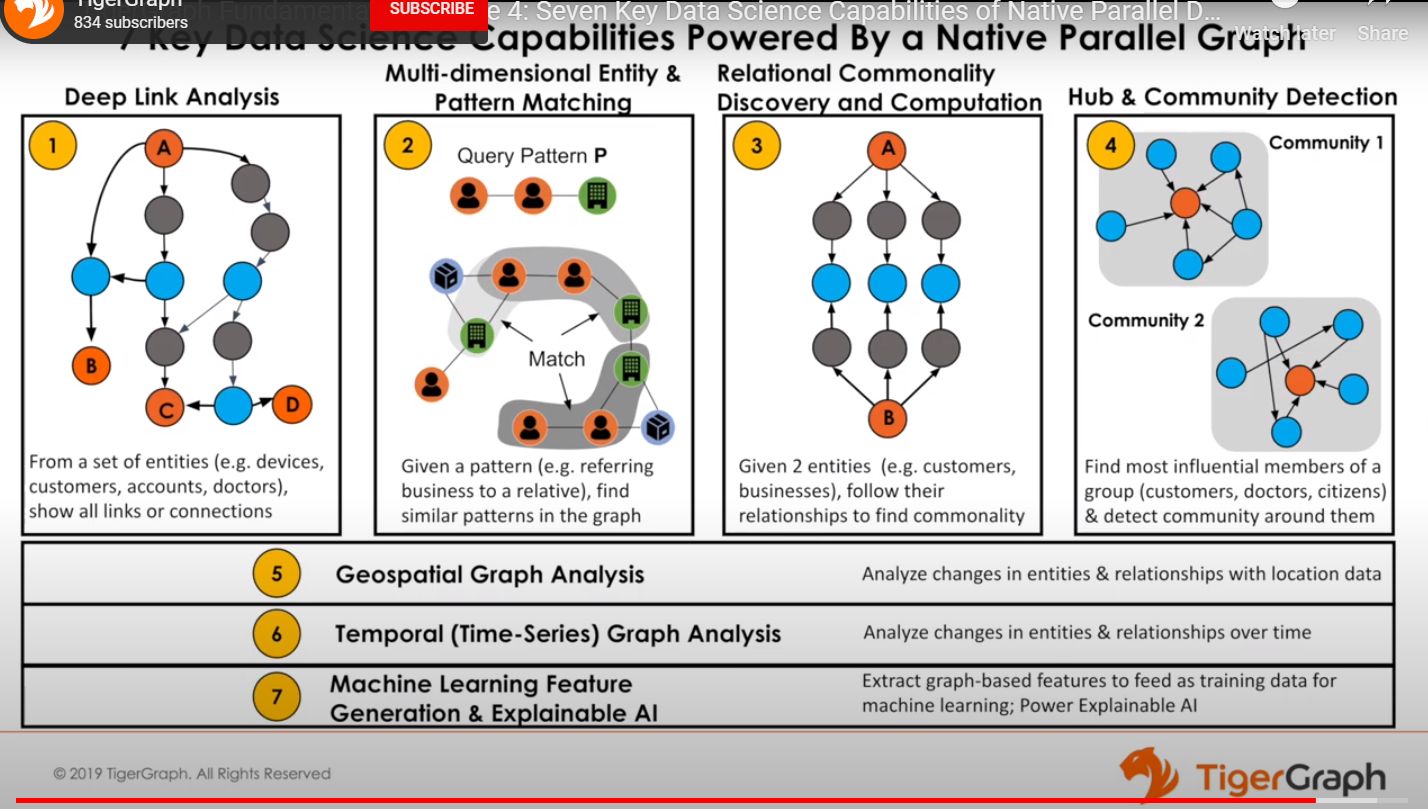 TigerGraph
834 subscribers
SUBSCRIBE
e 4: Seven Key Data Science Capabilities of Native Parallel D...
Watch later
Share
7 Key Data Science Capabilities Powered By a Native Parallel Graph
Deep Link Analysis
1
A
B
C
D
From a set of entities (e.g. devices,
customers, accounts, doctors),
show all links or connections
Multi-dimensional Entity &
Pattern Matching
2
Query Pattern P
Match
Given a pattern (e.g. referring
business to a relative), find
similar patterns in the graph
Relational Commonality
Discovery and Computation
3
A
B
Given 2 entities (e.g. customers,
businesses), follow their
relationships to find commonality
Hub & Community Detection
4
Community 1
Community 2
Find most influential members of a
group (customers, doctors, citizens)
& detect community around them
5
Geospatial Graph Analysis
Analyze changes in entities & relationships with location data
6
Temporal (Time-Series) Graph Analysis
Analyze changes in entities & relationships over time
7
Machine Learning Feature
Generation & Explainable AI
Extract graph-based features to feed as training data for
machine learning; Power Explainable AI
© 2019 TigerGraph. All Rights Reserved
TigerGraph